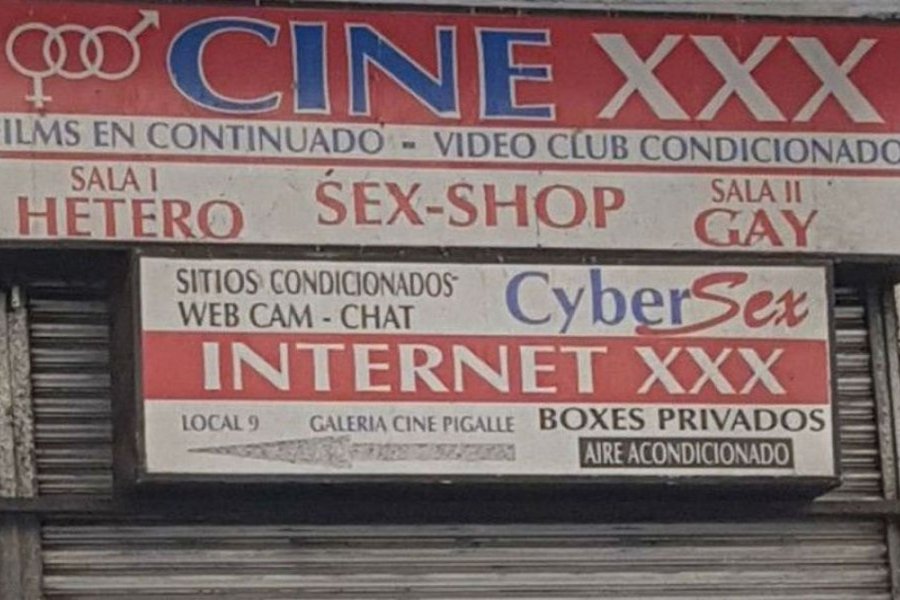 CINE XXX
FILMS EN CONTINUADO - VIDEO CLUB CONDICIONADO
SALA I
HETERO
SEX-SHOP
SALA II
GAY
SITIOS CONDICIONADOS
WEB CAM - CHAT
CyberSex
INTERNET XXX
LOCAL 9 GALERIA CINE PIGALLE
BOXES PRIVADOS
AIRE ACONDICIONADO